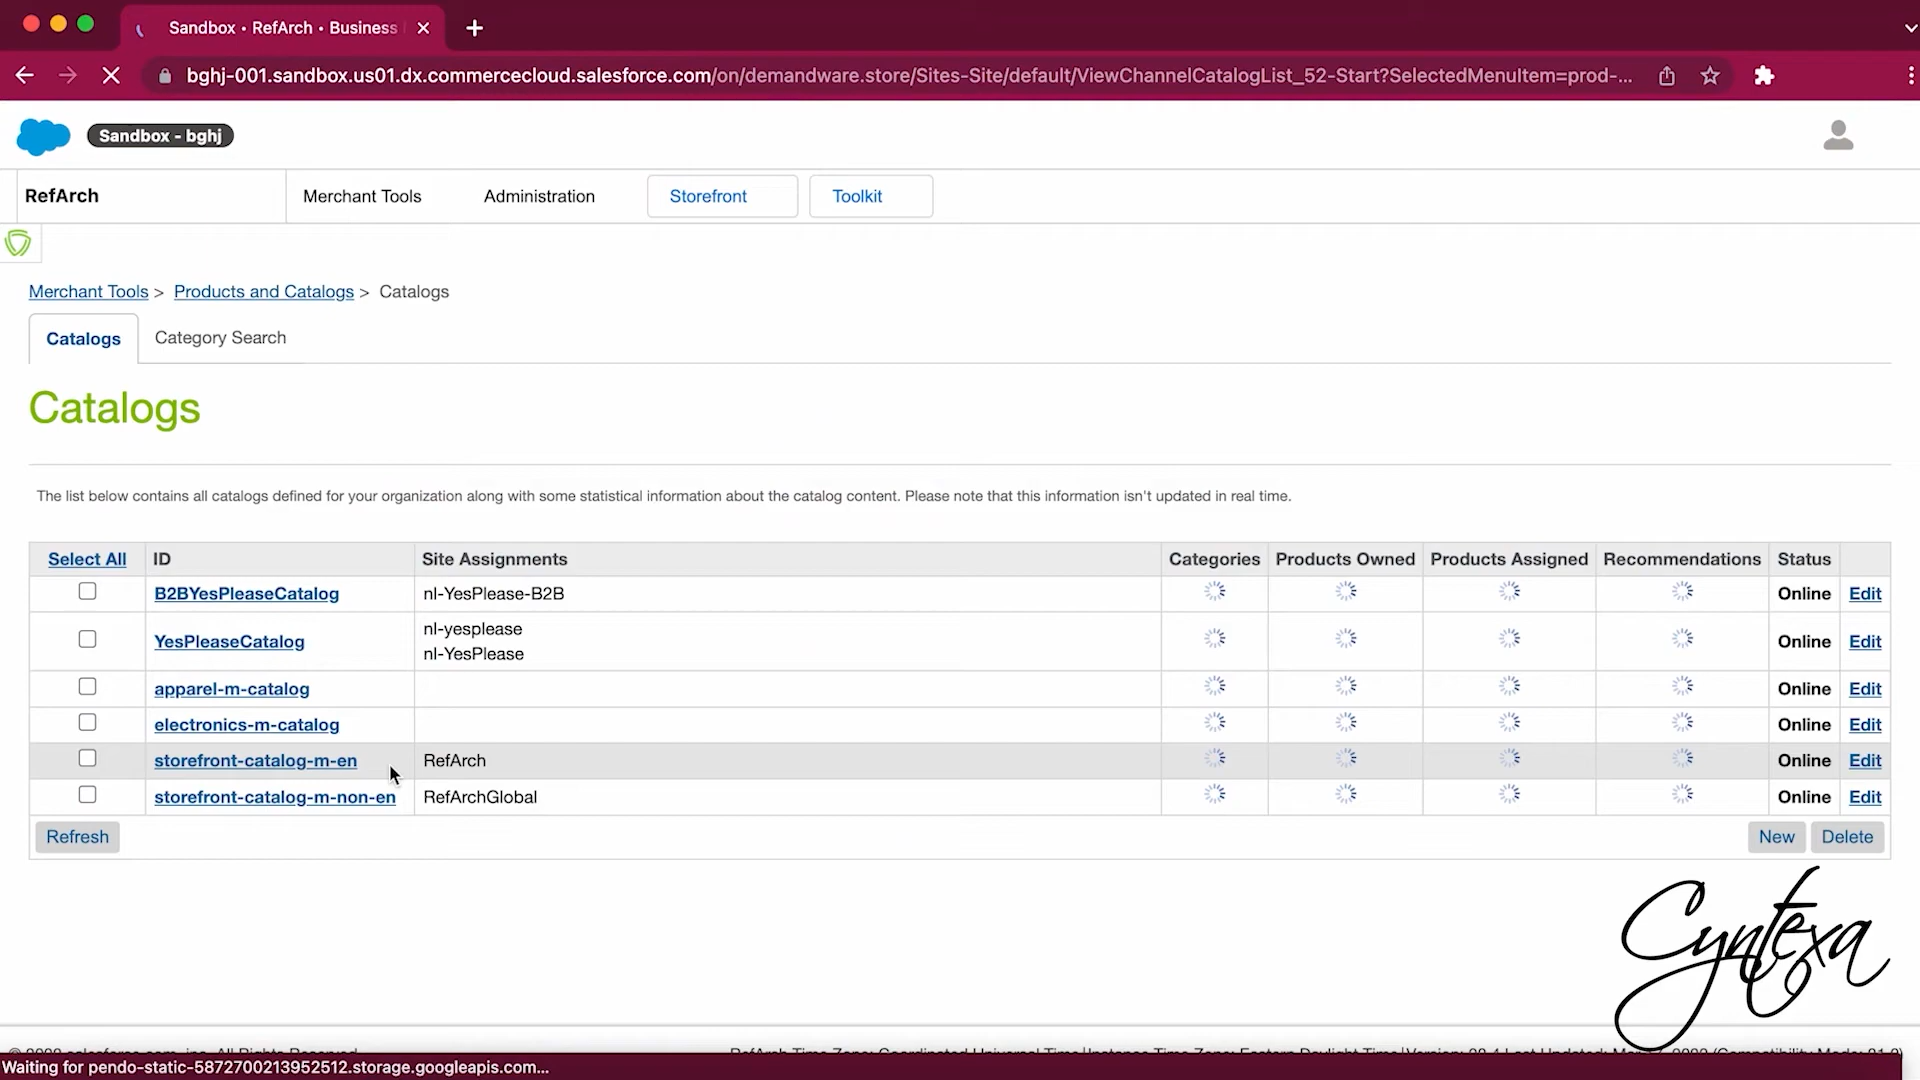 Sandbox • RefArch • Business
bghj-001.sandbox.us01.dx.commercecloud.salesforce.com/on/demandware.store/Sites-Site/default/ViewChannelCatalogList_52-Start?SelectedMenuItem=prod-...
Sandbox - bghj
RefArch
Merchant Tools
Administration
Storefront
Toolkit
Merchant Tools > Products and Catalogs > Catalogs
Catalogs
Category Search
Catalogs
The list below contains all catalogs defined for your organization along with some statistical information about the catalog content. Please note that this information isn't updated in real time.
Select All ID Site Assignments Categories Products Owned Products Assigned Recommendations Status
B2BYesPleaseCatalog nl-YesPlease-B2B Online Edit
nl-yesplease
YesPleaseCatalog Online Edit
nl-YesPlease
apparel-m-catalog Online Edit
electronics-m-catalog Online Edit
storefront-catalog-m-en RefArch Online Edit
storefront-catalog-m-non-en RefArchGlobal Online Edit
Refresh New Delete
Cyntexa
Waiting for pendo-static-5872700213952512.storage.googleapis.com...